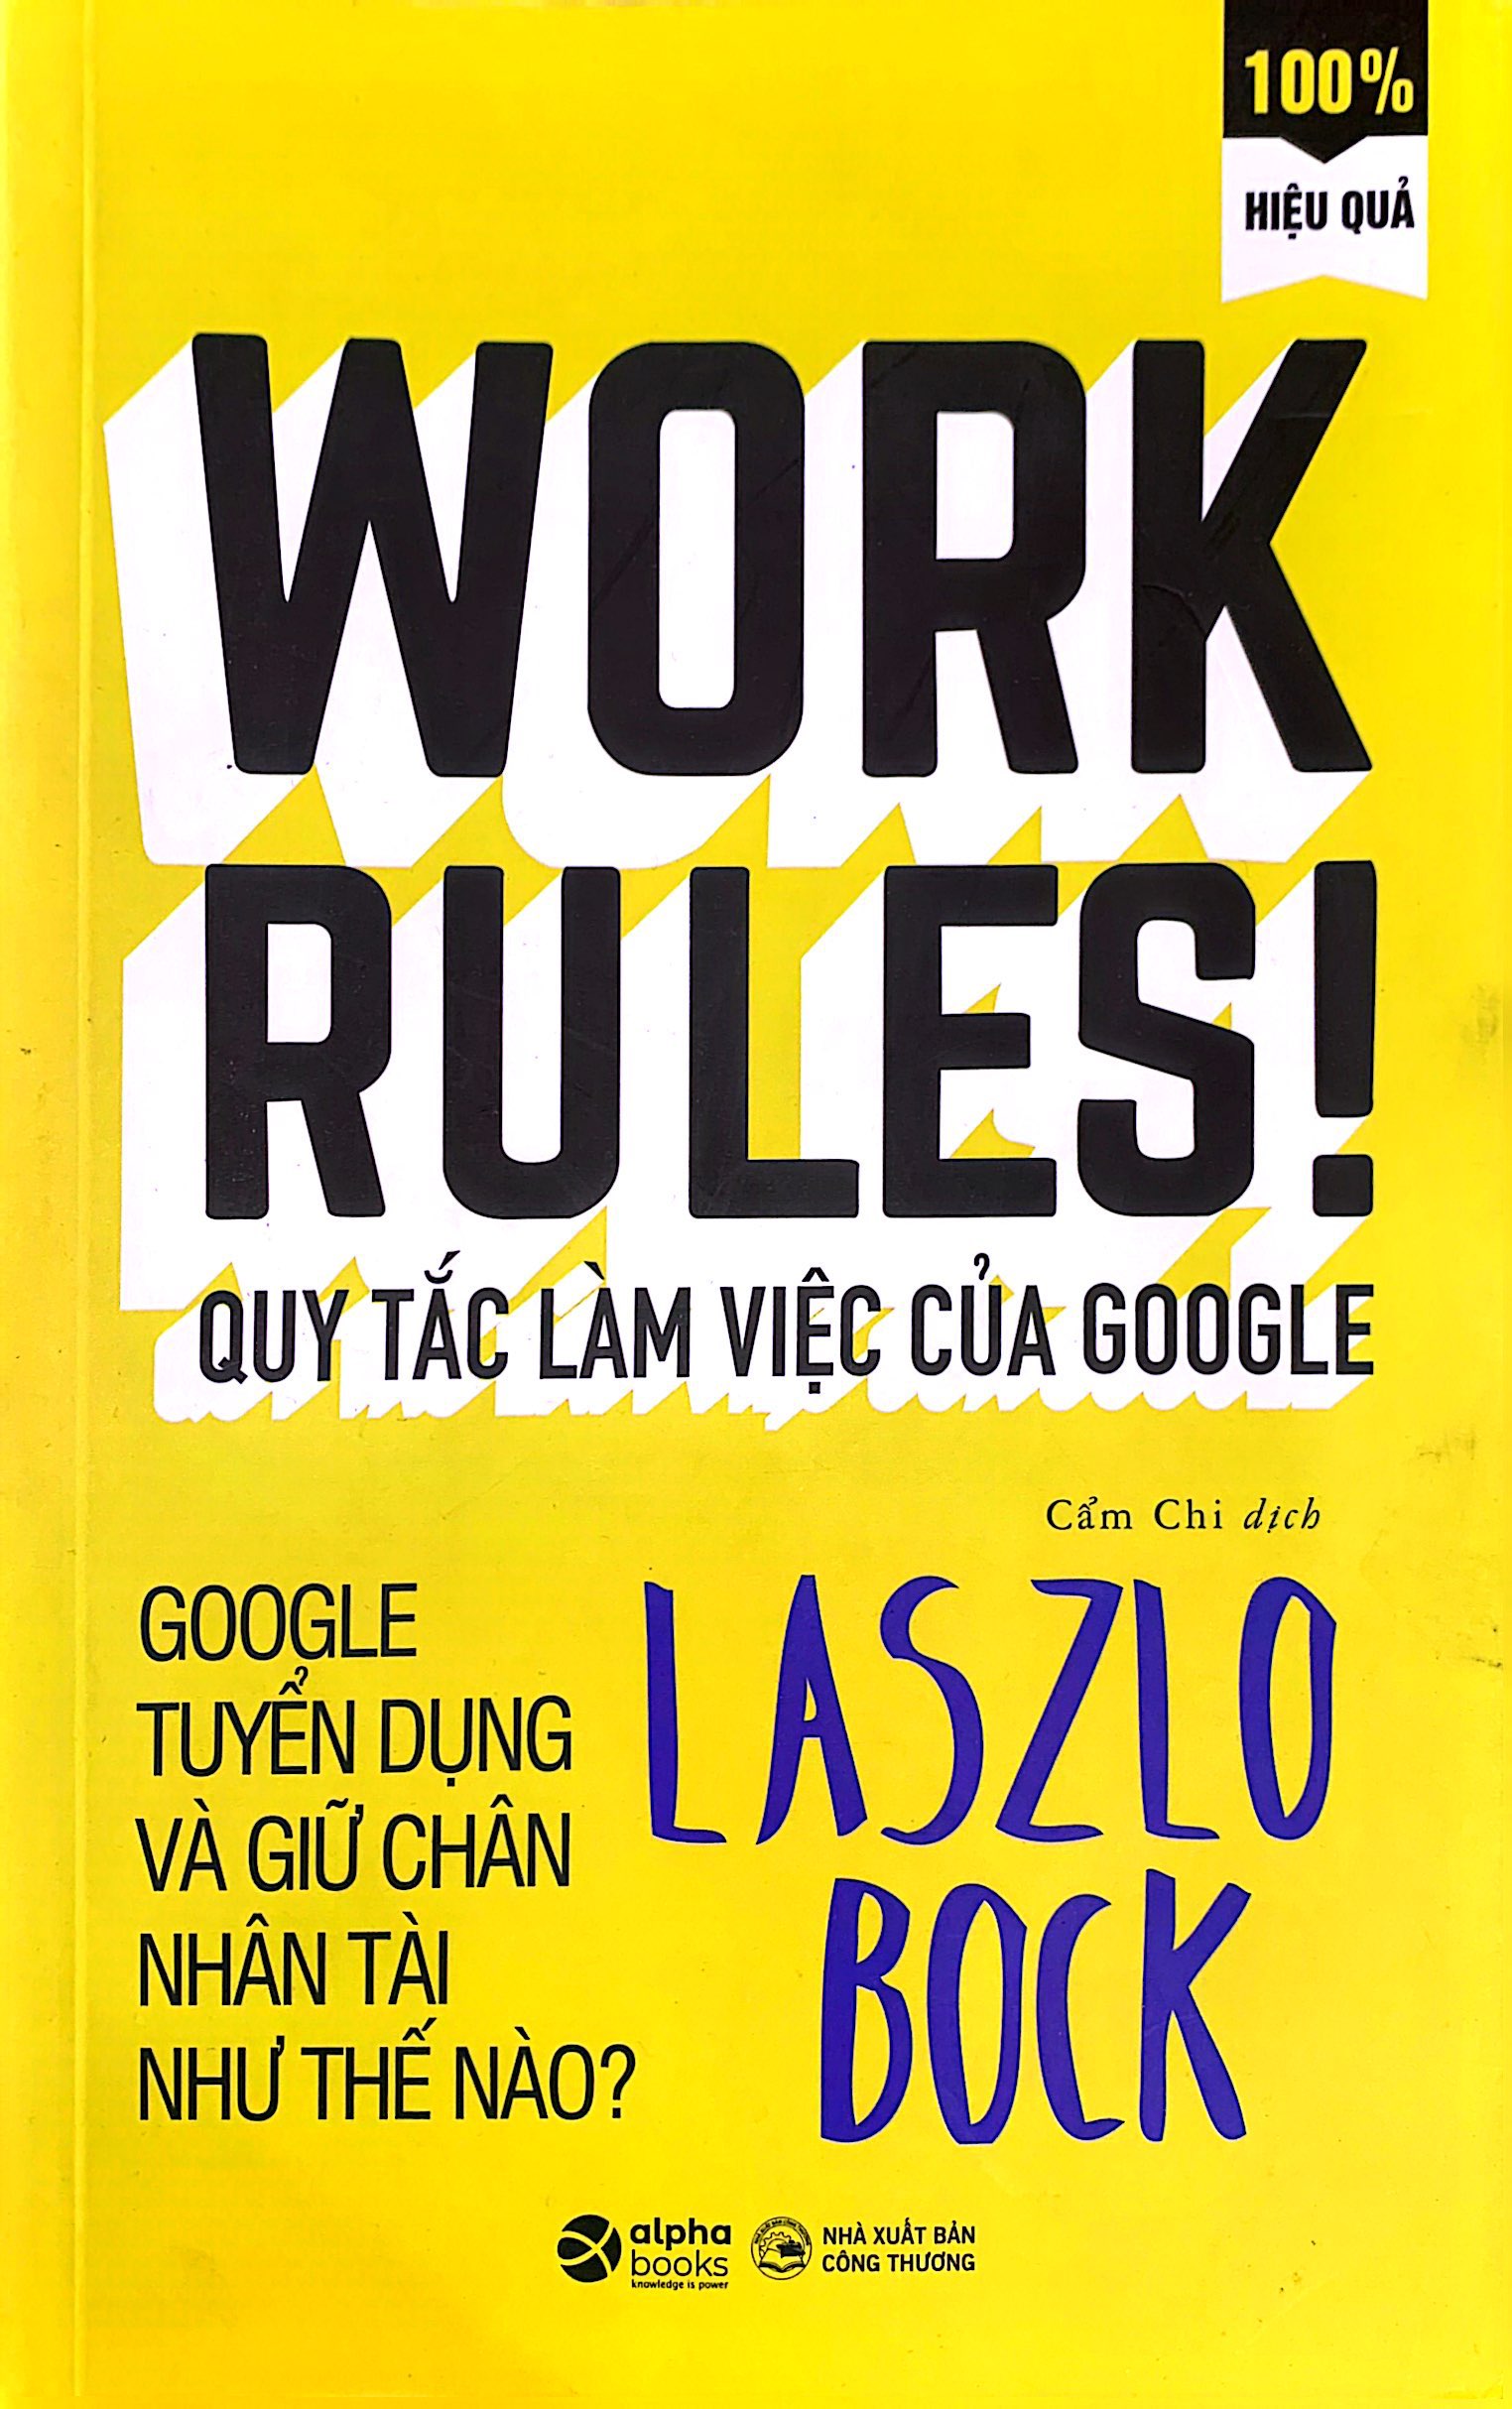 100%
HIỆU QUẢ
WORK
RULES!
QUY TẮC LÀM VIỆC CỦA GOOGLE
Cẩm Chi dịch
LASZLO
BOCK
GOOGLE
TUYỂN DỤNG
VÀ GIỮ CHÂN
NHÂN TÀI
NHƯ THẾ NÀO?
alpha
books
knowledge is power
NHÀ XUẤT BẢN
CÔNG THƯƠNG